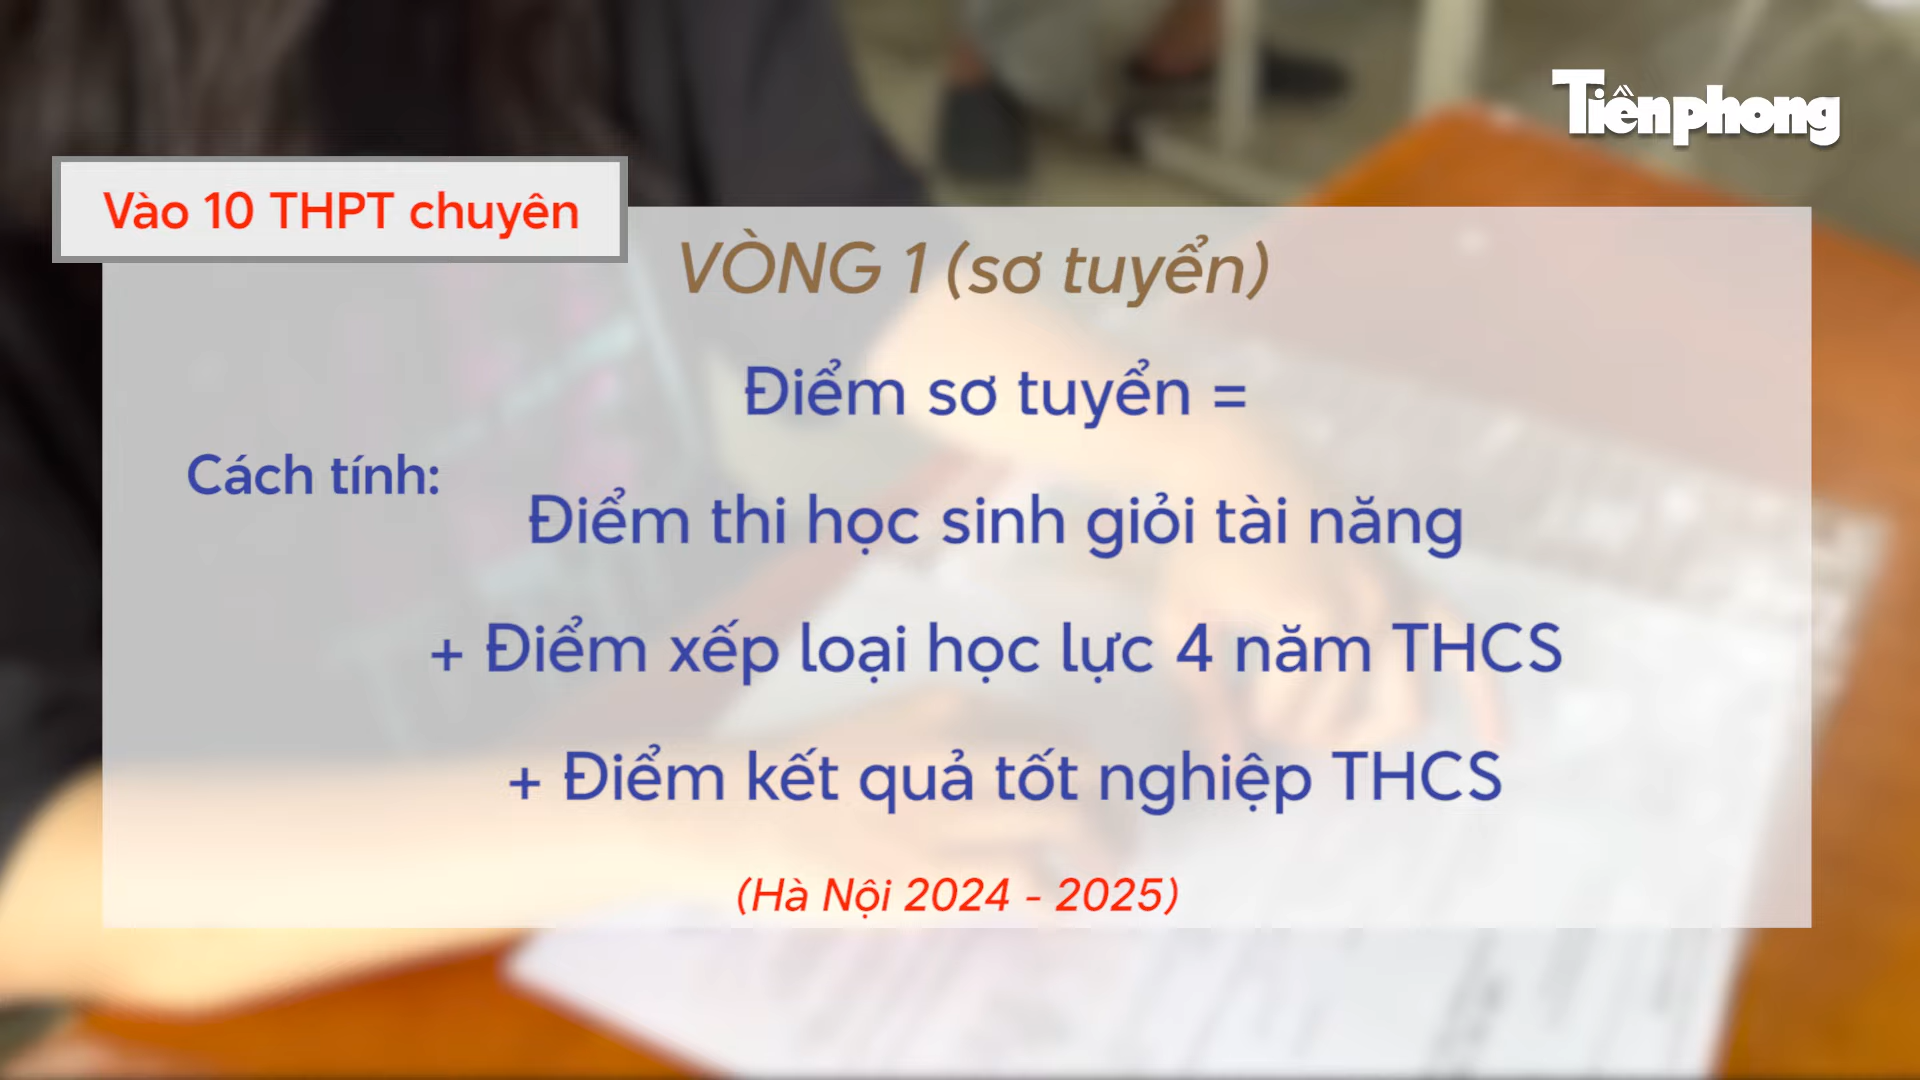 Tiềnphong
Vào 10 THPT chuyên
VÒNG 1 (sơ tuyển)
Điểm sơ tuyển =
Cách tính:
Điểm thi học sinh giỏi tài năng
+ Điểm xếp loại học lực 4 năm THCS
+ Điểm kết quả tốt nghiệp THCS
(Hà Nội 2024 - 2025)